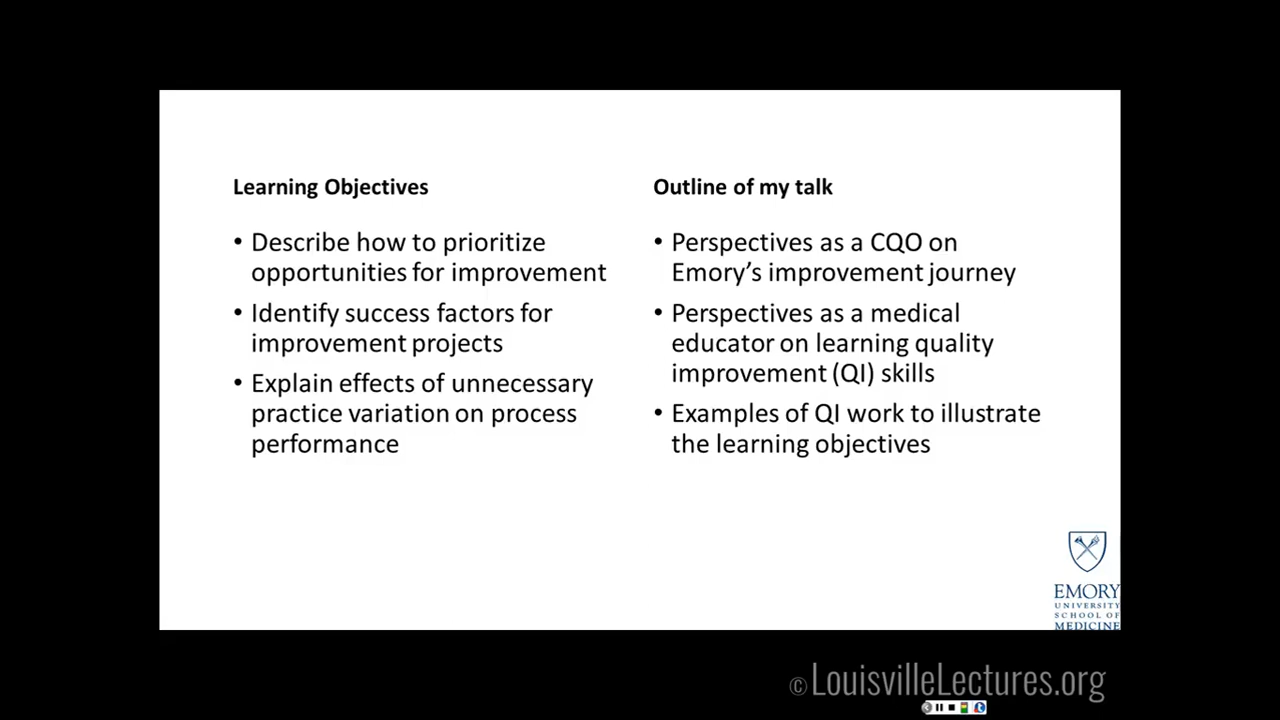 Learning Objectives
• Describe how to prioritize
opportunities for improvement
• Identify success factors for
improvement projects
• Explain effects of unnecessary
practice variation on process
performance
Outline of my talk
• Perspectives as a CQO on
Emory's improvement journey
• Perspectives as a medical
educator on learning quality
improvement (QI) skills
• Examples of QI work to illustrate
the learning objectives
EMORY
UNIVERSITY
SCHOOL OF
MEDICINE
© LouisvilleLectures.org